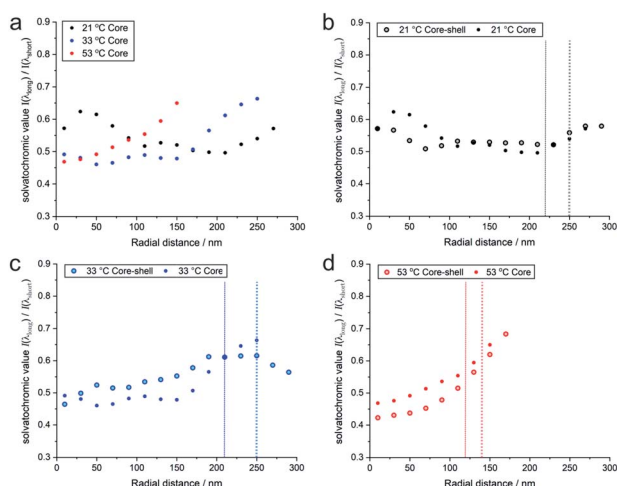 a
21 ºC Core
33 ºC Core
53 ºC Core
solvatochromic value I(λlong) / I(λshort)
0.9
0.8
0.7
0.6
0.5
0.4
0.3
0 50 100 150 200 250 300
Radial distance / nm
b
21 °C Core-shell 21 °C Core
solvatochromic value I(λlong) / I(λshort)
0.9
0.8
0.7
0.6
0.5
0.4
0.3
0 50 100 150 200 250 300
Radial distance / nm
c
33 °C Core-shell 33 °C Core
solvatochromic value I(λlong) / I(λshort)
0.9
0.8
0.7
0.6
0.5
0.4
0.3
0 50 100 150 200 250 300
Radial distance / nm
d
53 °C Core-shell 53 °C Core
solvatochromic value I(λlong) / I(λshort)
0.9
0.8
0.7
0.6
0.5
0.4
0.3
0 50 100 150 200 250 300
Radial distance / nm